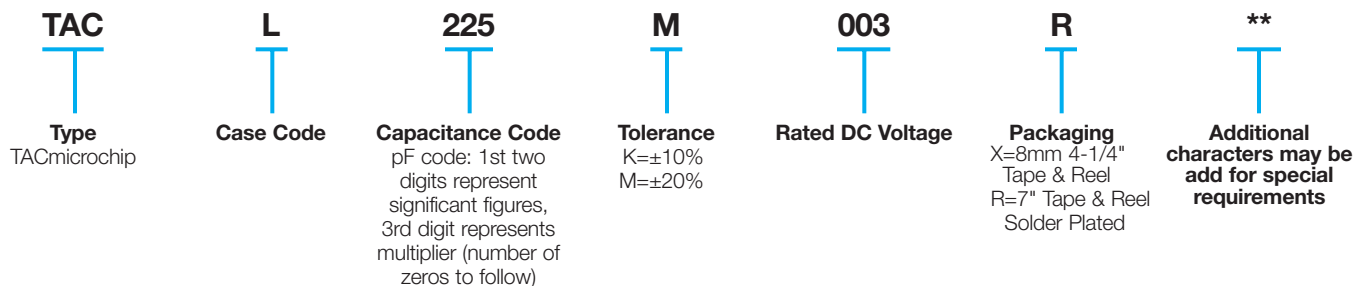 TAC L 225 M 003 R **
Type
TACmicrochip
Case Code
Capacitance Code
pF code: 1st two
digits represent
significant figures,
3rd digit represents
multiplier (number of
zeros to follow)
Tolerance
K=±10%
M=±20%
Rated DC Voltage
Packaging
X=8mm 4-1/4"
Tape & Reel
R=7" Tape & Reel
Solder Plated
Additional
characters may be
add for special
requirements